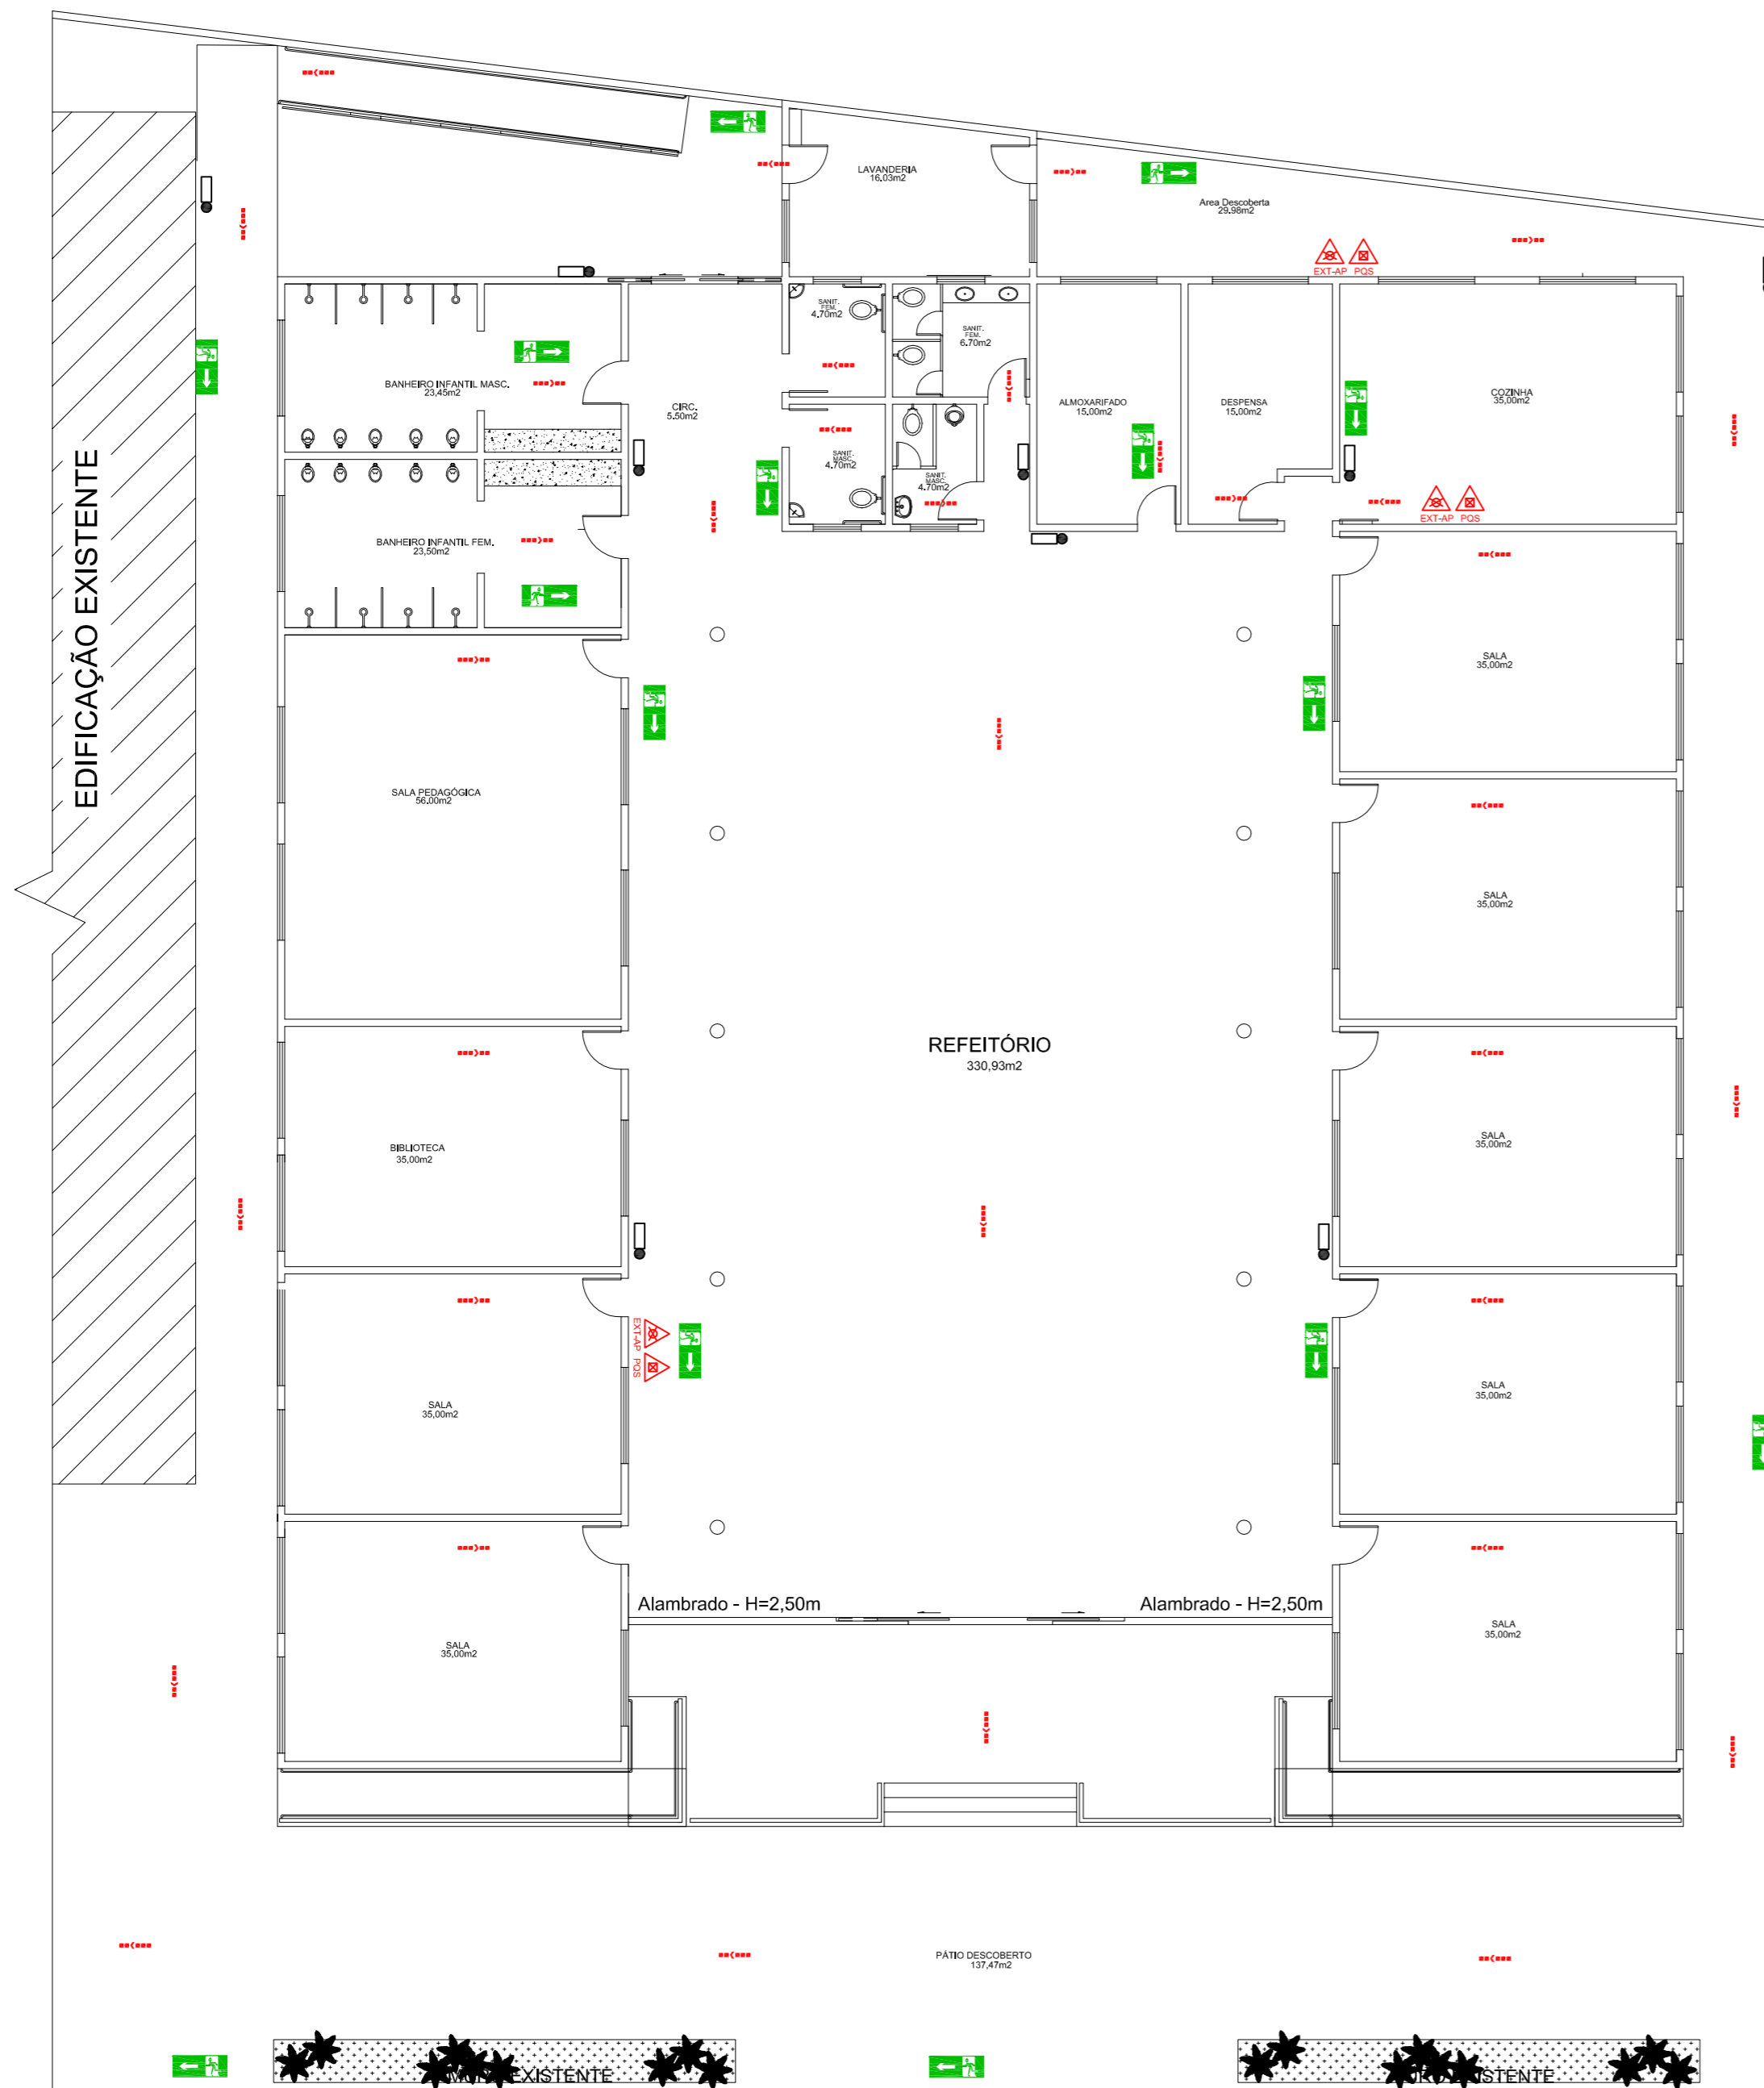 LAVANDERIA
16.03m2
Area Descoberta
29.98m2
EXT-AP PQS
SANIT.
FEM.
4.70m2
SANIT.
FEM.
6.70m2
BANHEIRO INFANTIL MASC.
23,45m2
CIRC.
5.50m2
ALMOXARIFADO
15.00m2
DESPENSA
15.00m2
COZINHA
35,00m2
SANIT.
MASC.
4.70m2
SANIT.
MASC.
4.70m2
EXT-AP PQS
BANHEIRO INFANTIL FEM.
23,50m2
EDIFICAÇÃO EXISTENTE
SALA
35,00m2
SALA PEDAGÓGICA
56.00m2
SALA
35,00m2
REFEITÓRIO
330,93m2
BIBLIOTECA
35,00m2
SALA
35,00m2
EXT-AP PQS
SALA
35,00m2
SALA
35,00m2
Alambrado - H=2,50m
Alambrado - H=2,50m
SALA
35,00m2
SALA
35,00m2
PÁTIO DESCOBERTO
137,47m2
EXISTENTE